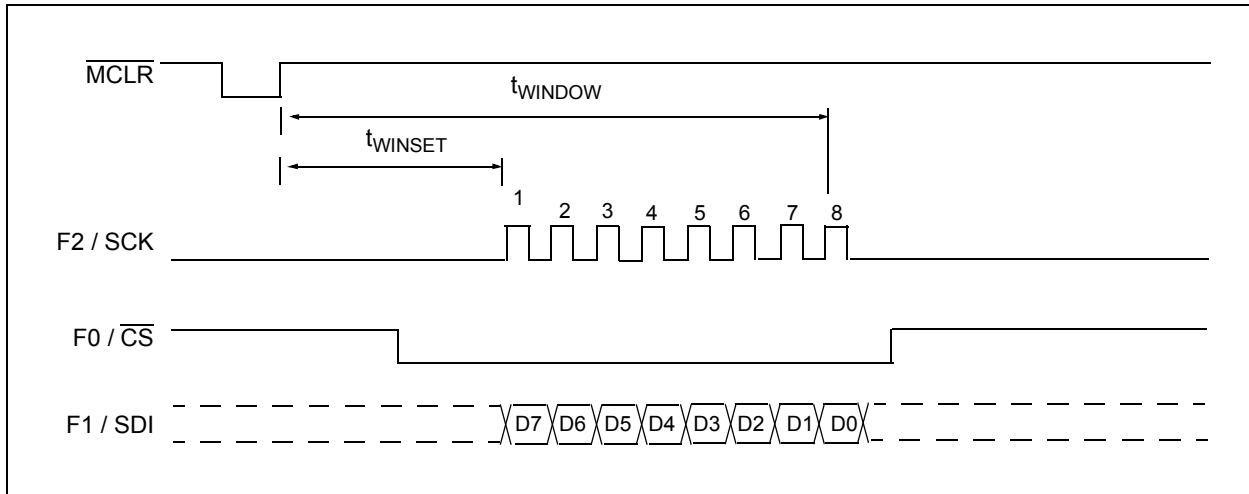 MCLR
tWINDOW
tWINSET
1 2 3 4 5 6 7 8
F2 / SCK
F0 / CS
F1 / SDI
D7 D6 D5 D4 D3 D2 D1 D0